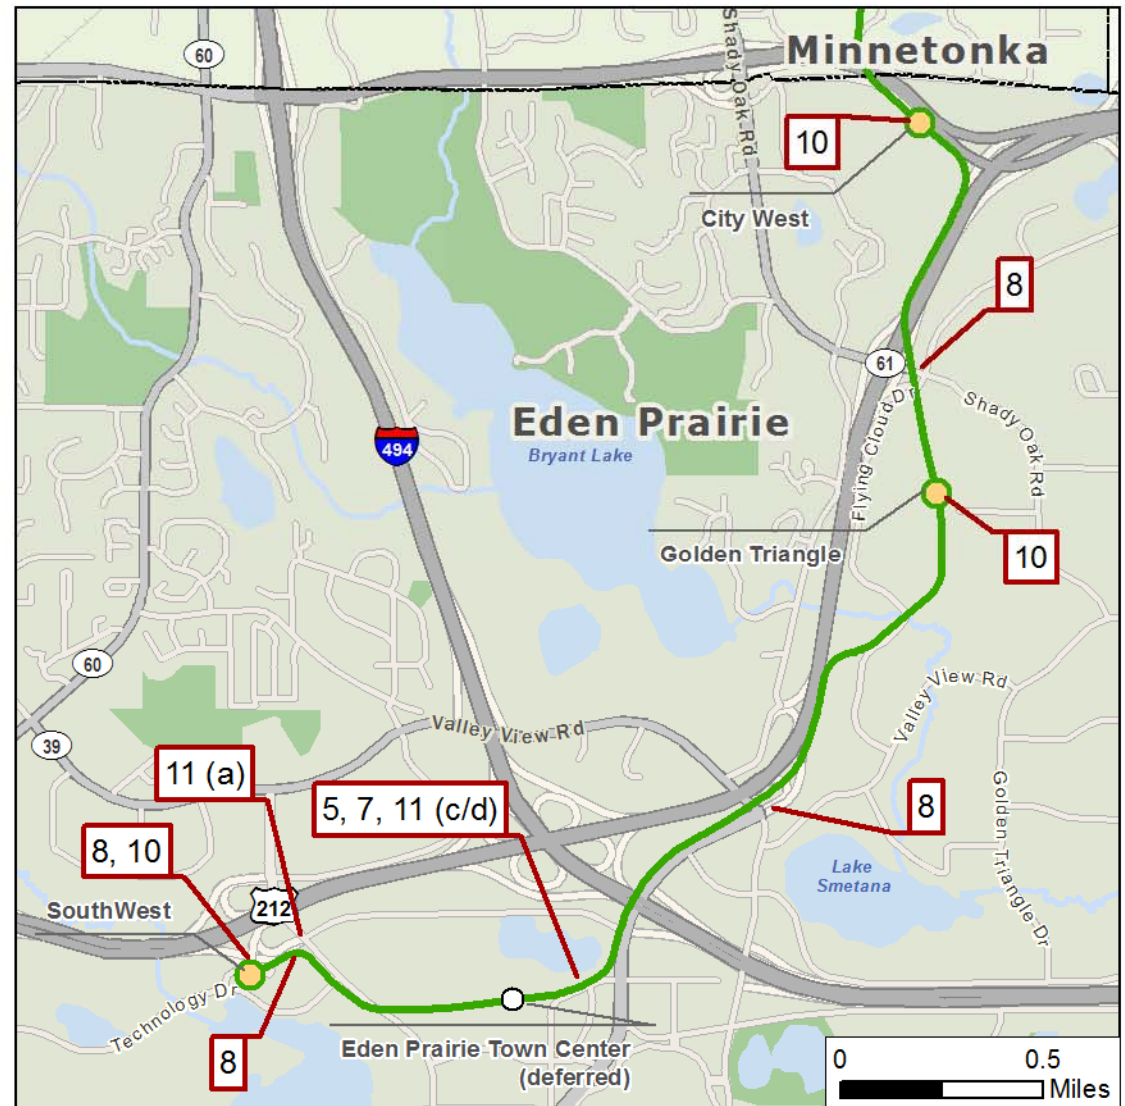 60
Minnetonka
Shady Oak Rd
10
City West
8
61
Flying Cloud Dr
Shady Oak Rd
Eden Prairie
Bryant Lake
494
Golden Triangle
10
60
39
Valley View Rd
Valley View Rd
11 (a)
5, 7, 11 (c/d)
8
8, 10
Golden Triangle Dr
Lake
Smetana
SouthWest
212
Technology Dr
8
Eden Prairie Town Center
(deferred)
0 0.5
Miles